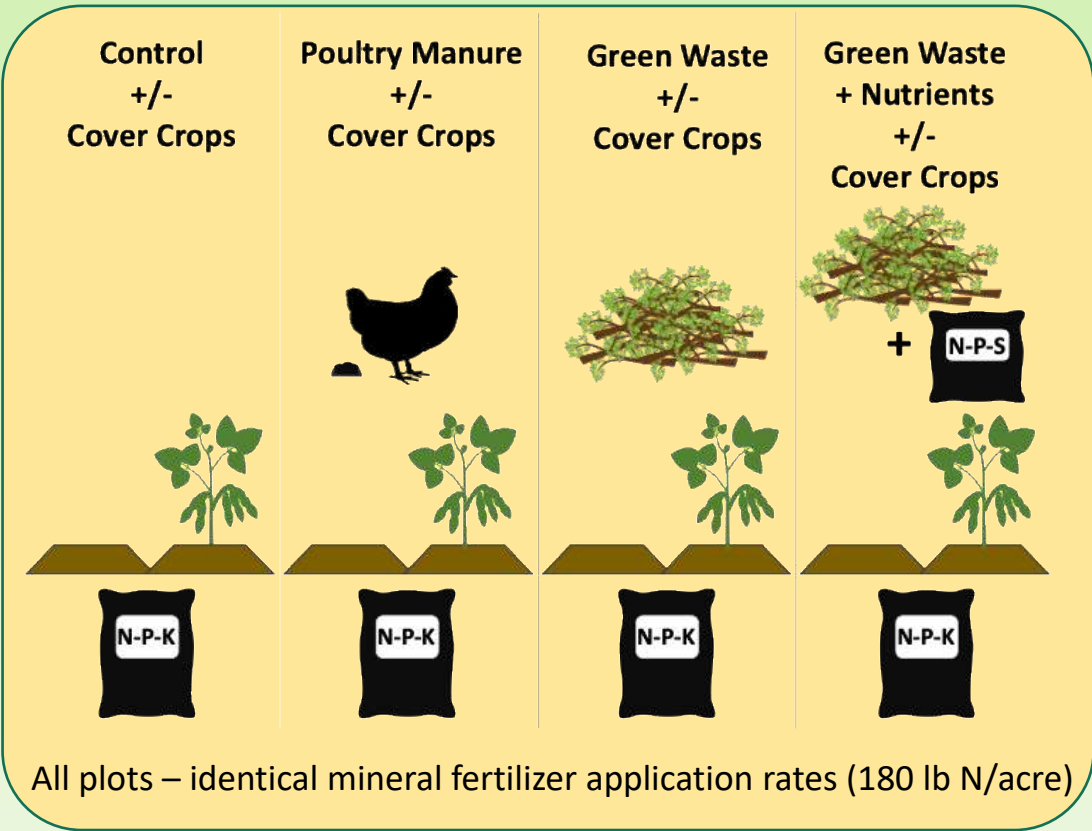 Control
+/-
Cover Crops
Poultry Manure
+/-
Cover Crops
Green Waste
+/-
Cover Crops
Green Waste
+ Nutrients
+/-
Cover Crops
+
N-P-S
N-P-K
N-P-K
N-P-K
N-P-K
All plots – identical mineral fertilizer application rates (180 lb N/acre)